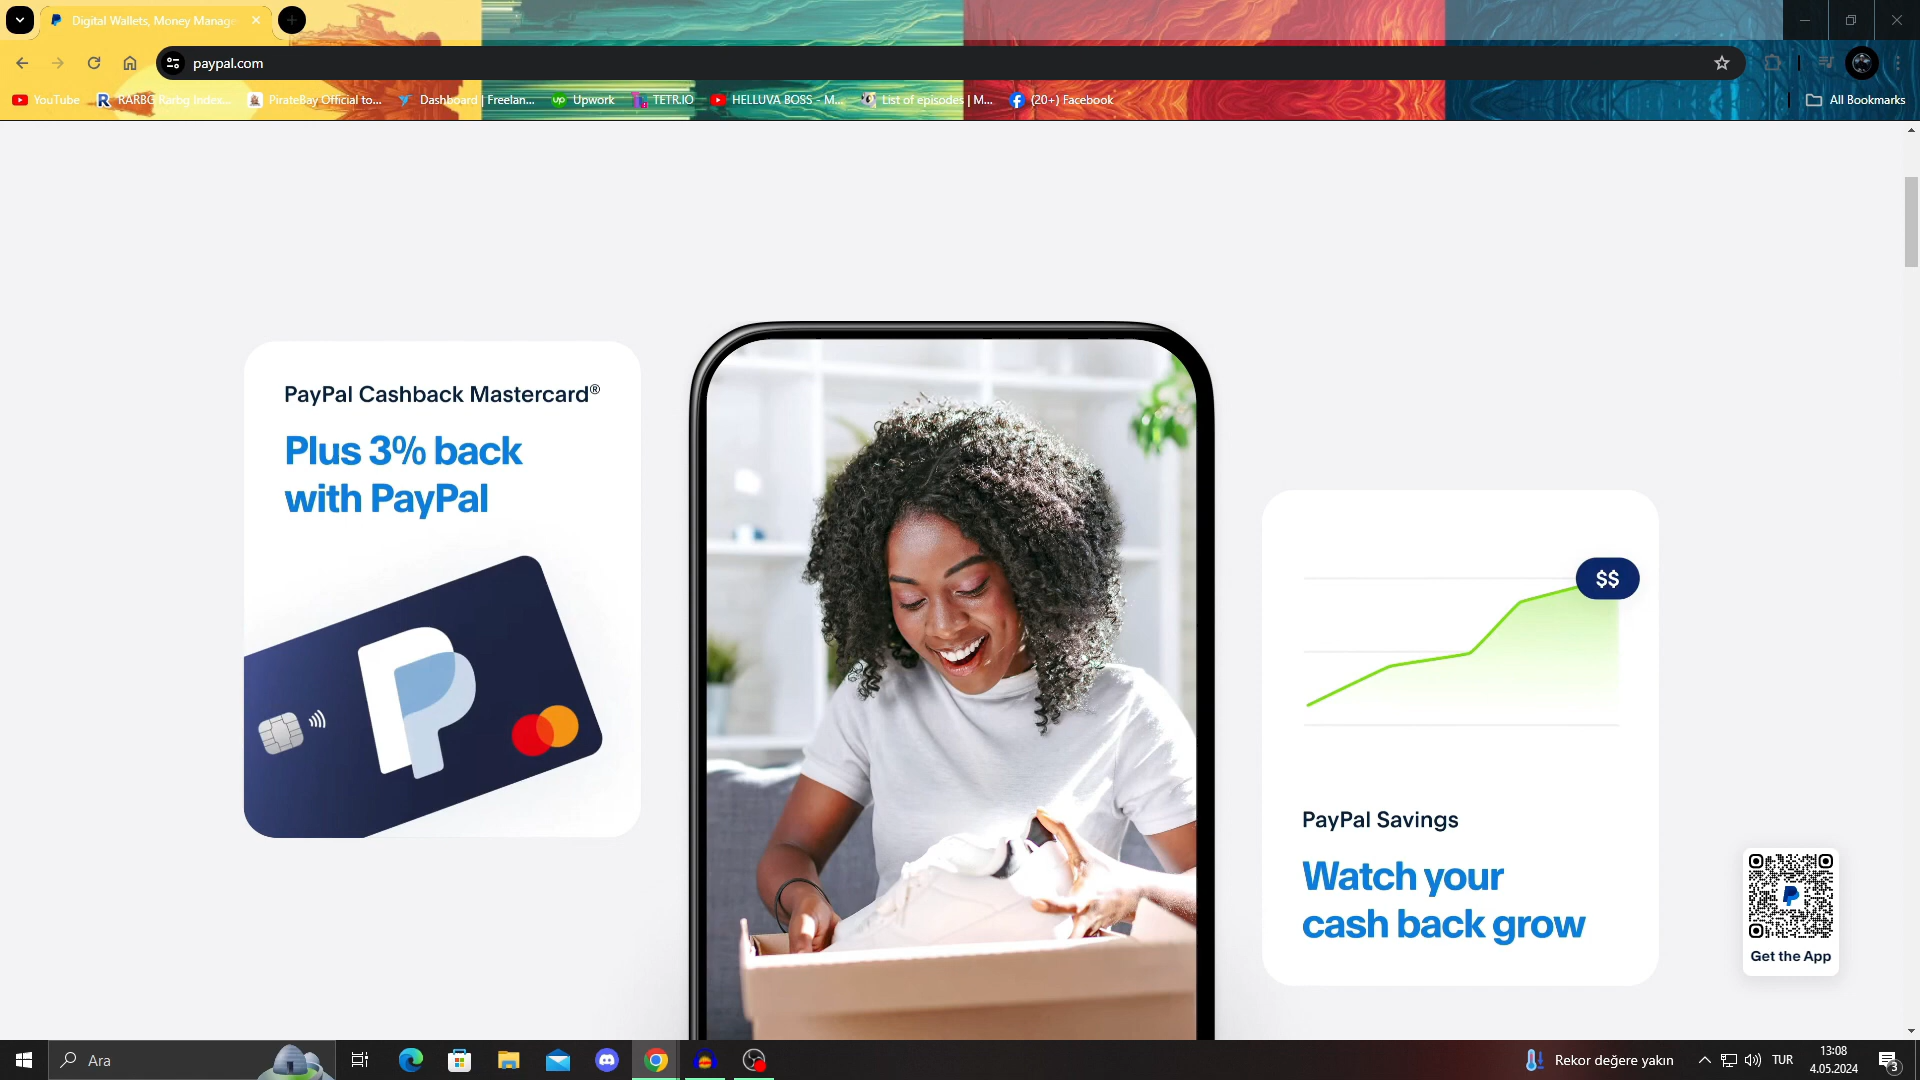 Digital Wallets, Money Manage
paypal.com
YouTube
RARBG Rarbg Index...
PirateBay Official to...
Dashboard | Freelan...
Upwork
TETR.IO
HELLUVA BOSS - M...
List of episodes | M...
(20+) Facebook
All Bookmarks
PayPal Cashback Mastercard®
Plus 3% back
with PayPal
$$
PayPal Savings
Watch your
cash back grow
Get the App
Ara
Rekor değere yakın
TUR
13:08
4.05.2024
3